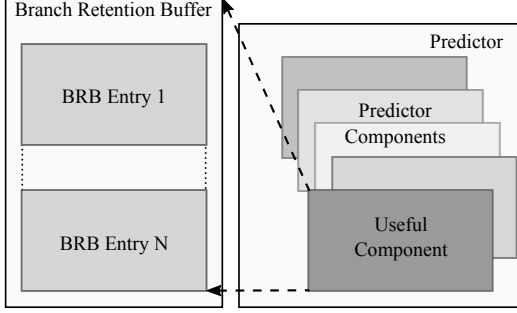 Branch Retention Buffer
BRB Entry 1
BRB Entry N
Predictor
Predictor
Components
Useful
Component